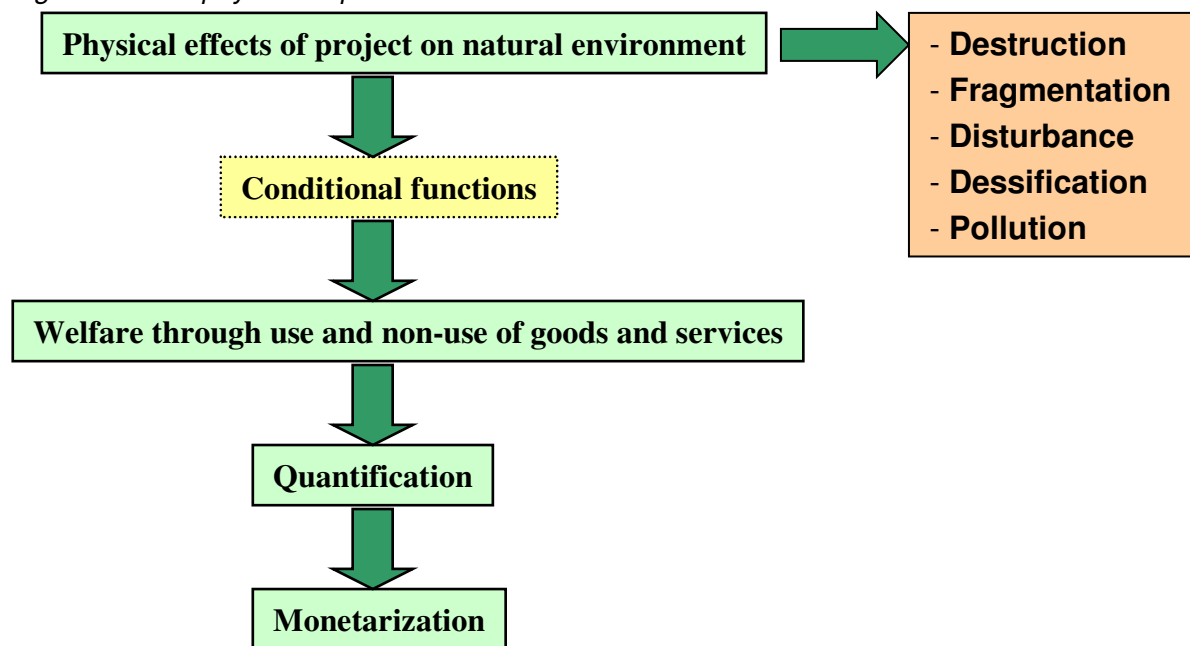 Physical effects of project on natural environment
- Destruction
- Fragmentation
- Disturbance
- Dessification
- Pollution
Conditional functions
Welfare through use and non-use of goods and services
Quantification
Monetarization